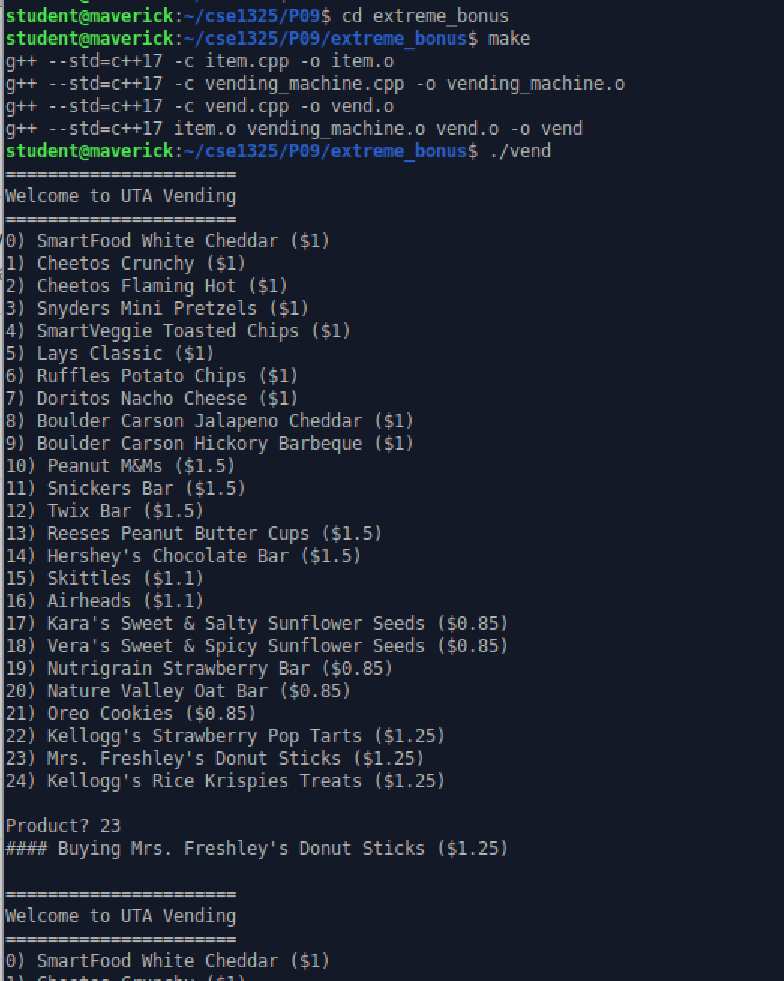 student@maverick:~/cse1325/P09$ cd extreme_bonus
student@maverick:~/cse1325/P09/extreme_bonus$ make
g++ --std=c++17 -c item.cpp -o item.o
g++ --std=c++17 -c vending_machine.cpp -o vending_machine.o
g++ --std=c++17 -c vend.cpp -o vend.o
g++ --std=c++17 item.o vending_machine.o vend.o -o vend
student@maverick:~/cse1325/P09/extreme_bonus$ ./vend
======================
Welcome to UTA Vending
======================
0) SmartFood White Cheddar ($1)
1) Cheetos Crunchy ($1)
2) Cheetos Flaming Hot ($1)
3) Snyders Mini Pretzels ($1)
4) SmartVeggie Toasted Chips ($1)
5) Lays Classic ($1)
6) Ruffles Potato Chips ($1)
7) Doritos Nacho Cheese ($1)
8) Boulder Carson Jalapeno Cheddar ($1)
9) Boulder Carson Hickory Barbeque ($1)
10) Peanut M&Ms ($1.5)
11) Snickers Bar ($1.5)
12) Twix Bar ($1.5)
13) Reeses Peanut Butter Cups ($1.5)
14) Hershey's Chocolate Bar ($1.5)
15) Skittles ($1.1)
16) Airheads ($1.1)
17) Kara's Sweet & Salty Sunflower Seeds ($0.85)
18) Vera's Sweet & Spicy Sunflower Seeds ($0.85)
19) Nutrigrain Strawberry Bar ($0.85)
20) Nature Valley Oat Bar ($0.85)
21) Oreo Cookies ($0.85)
22) Kellogg's Strawberry Pop Tarts ($1.25)
23) Mrs. Freshley's Donut Sticks ($1.25)
24) Kellogg's Rice Krispies Treats ($1.25)
Product? 23
#### Buying Mrs. Freshley's Donut Sticks ($1.25)
======================
Welcome to UTA Vending
======================
0) SmartFood White Cheddar ($1)
1) Cheetos Crunchy ($1)